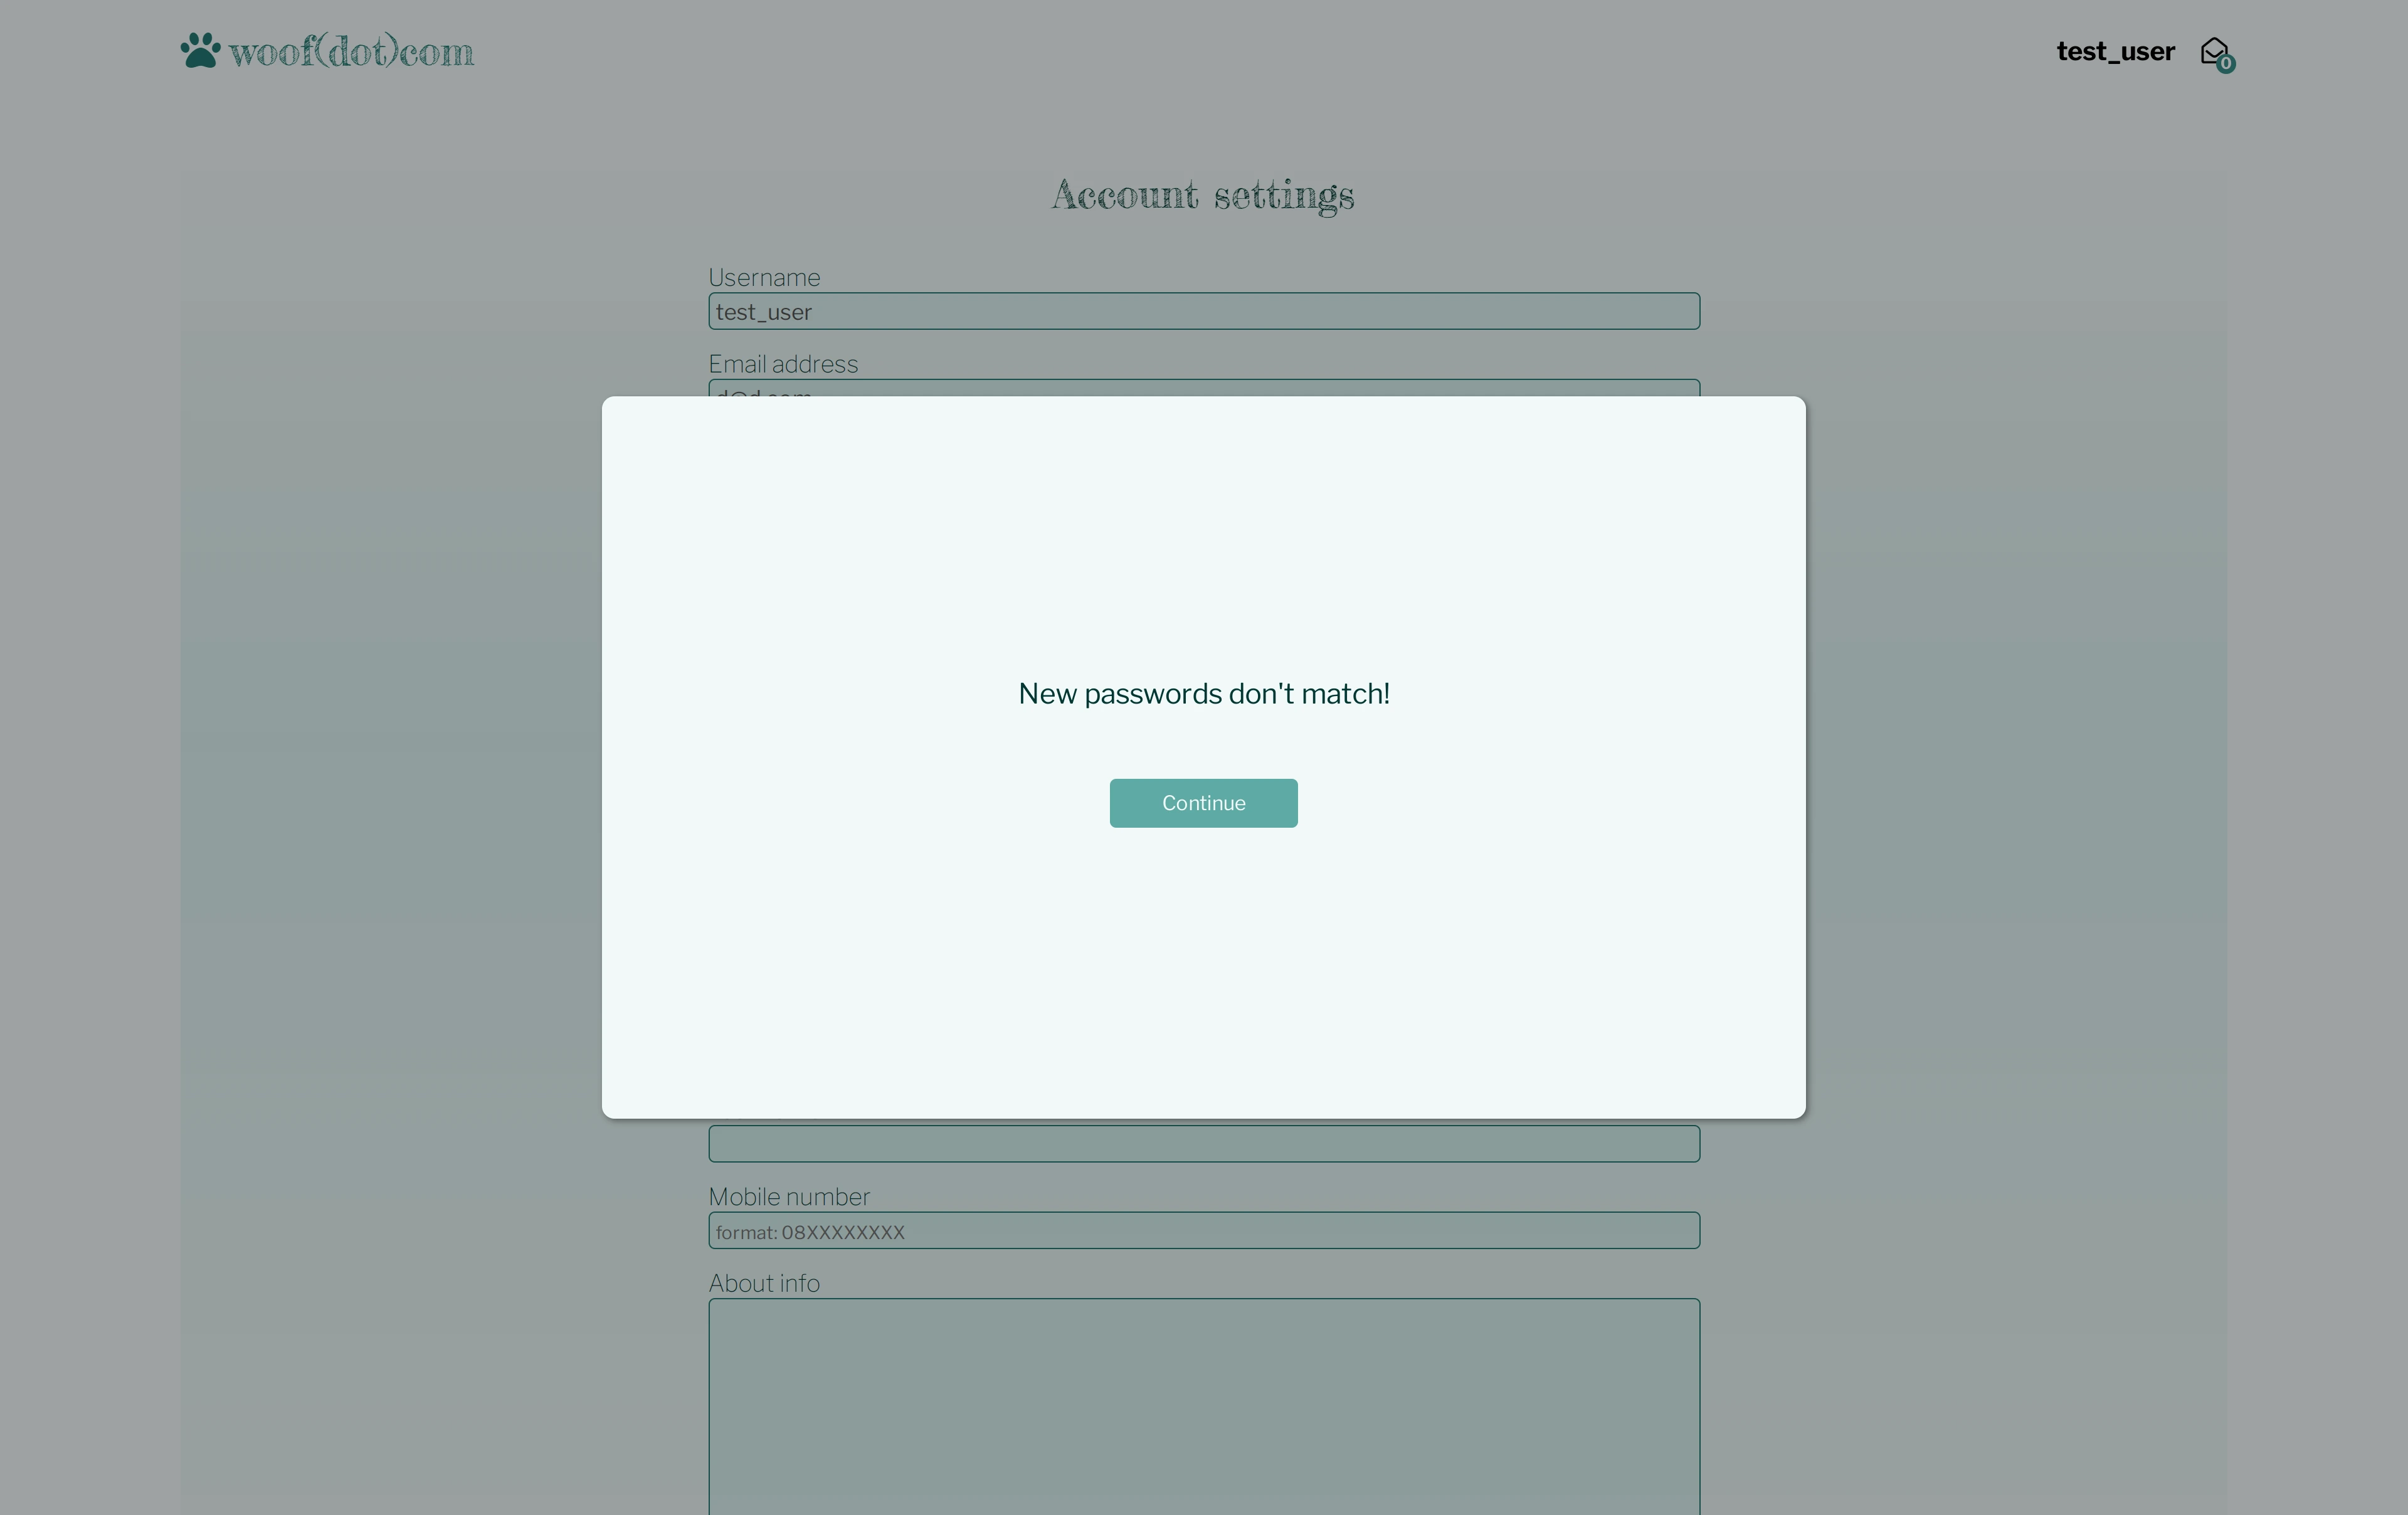 woof(dot)com
test_user
0
Account settings
Username
test_user
Email address
New passwords don't match!
Continue
Mobile number
format: 08XXXXXXXX
About info